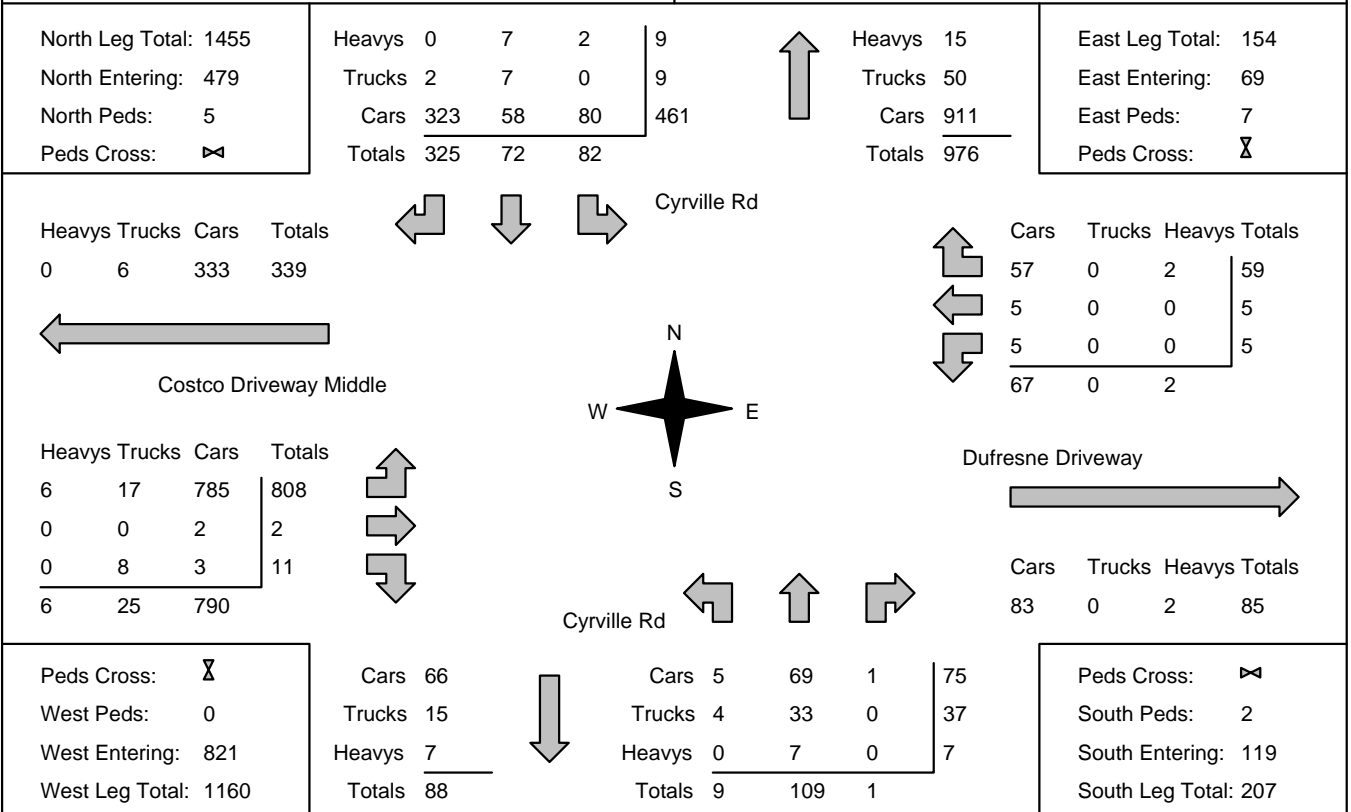 North Leg Total: 1455
North Entering: 479
North Peds: 5
Peds Cross:
Heavys 0 7 2 9
Trucks 2 7 0 9
Cars 323 58 80 461
Totals 325 72 82
Heavys 15
Trucks 50
Cars 911
Totals 976
East Leg Total: 154
East Entering: 69
East Peds: 7
Peds Cross:
Cyrville Rd
Heavys Trucks Cars Totals
0 6 333 339
Costco Driveway Middle
Cars Trucks Heavys Totals
57 0 2 59
5 0 0 5
5 0 0 5
67 0 2
N
W E
S
Heavys Trucks Cars Totals
6 17 785 808
0 0 2 2
0 8 3 11
6 25 790
Dufresne Driveway
Cars Trucks Heavys Totals
83 0 2 85
Cyrville Rd
Peds Cross:
West Peds: 0
West Entering: 821
West Leg Total: 1160
Cars 66
Trucks 15
Heavys 7
Totals 88
Cars 5 69 1 75
Trucks 4 33 0 37
Heavys 0 7 0 7
Totals 9 109 1
Peds Cross:
South Peds: 2
South Entering: 119
South Leg Total: 207